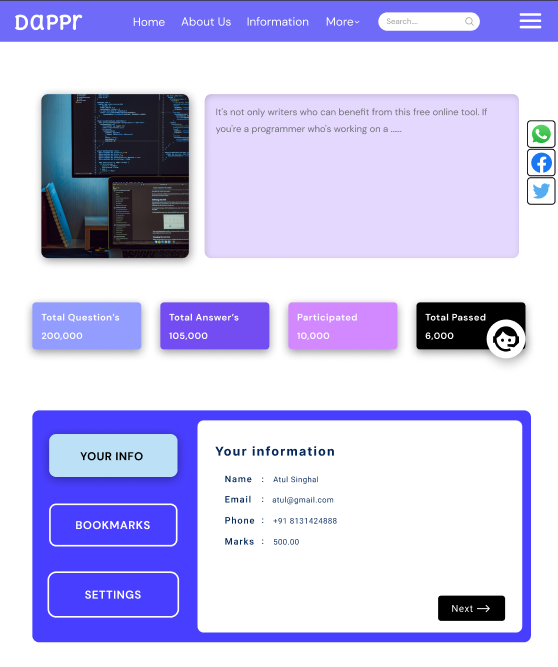 DAPPR
Home About Us Information More
Search....
It's not only writers who can benefit from this free online tool. If
you're a programmer who's working on a ......
Total Question's
200,000
Total Answer's
105,000
Participated
10,000
Total Passed
6,000
YOUR INFO
BOOKMARKS
SETTINGS
Your information
Name : Atul Singhal
Email : atul@gmail.com
Phone : +91 8131424888
Marks : 500.00
Next